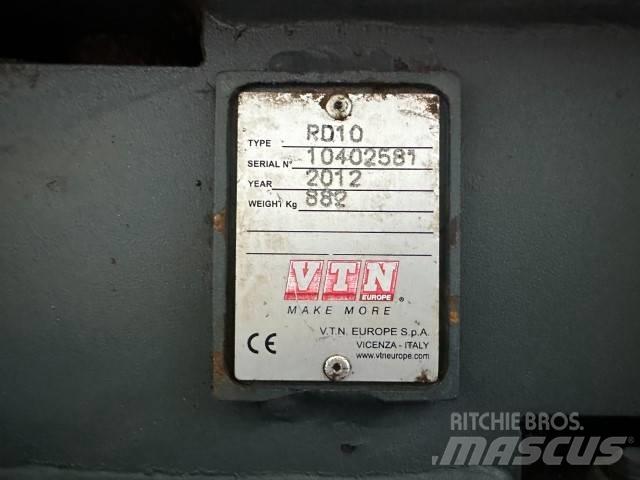 TYPE RD10
SERIAL N° 10402581
YEAR 2012
WEIGHT Kg 882
VTN
EUROPE ®
MAKE MORE
V.T.N. EUROPE S.p.A.
VICENZA - ITALY
CE www.vtneurope.com
RITCHIE BROS.
MASCUS